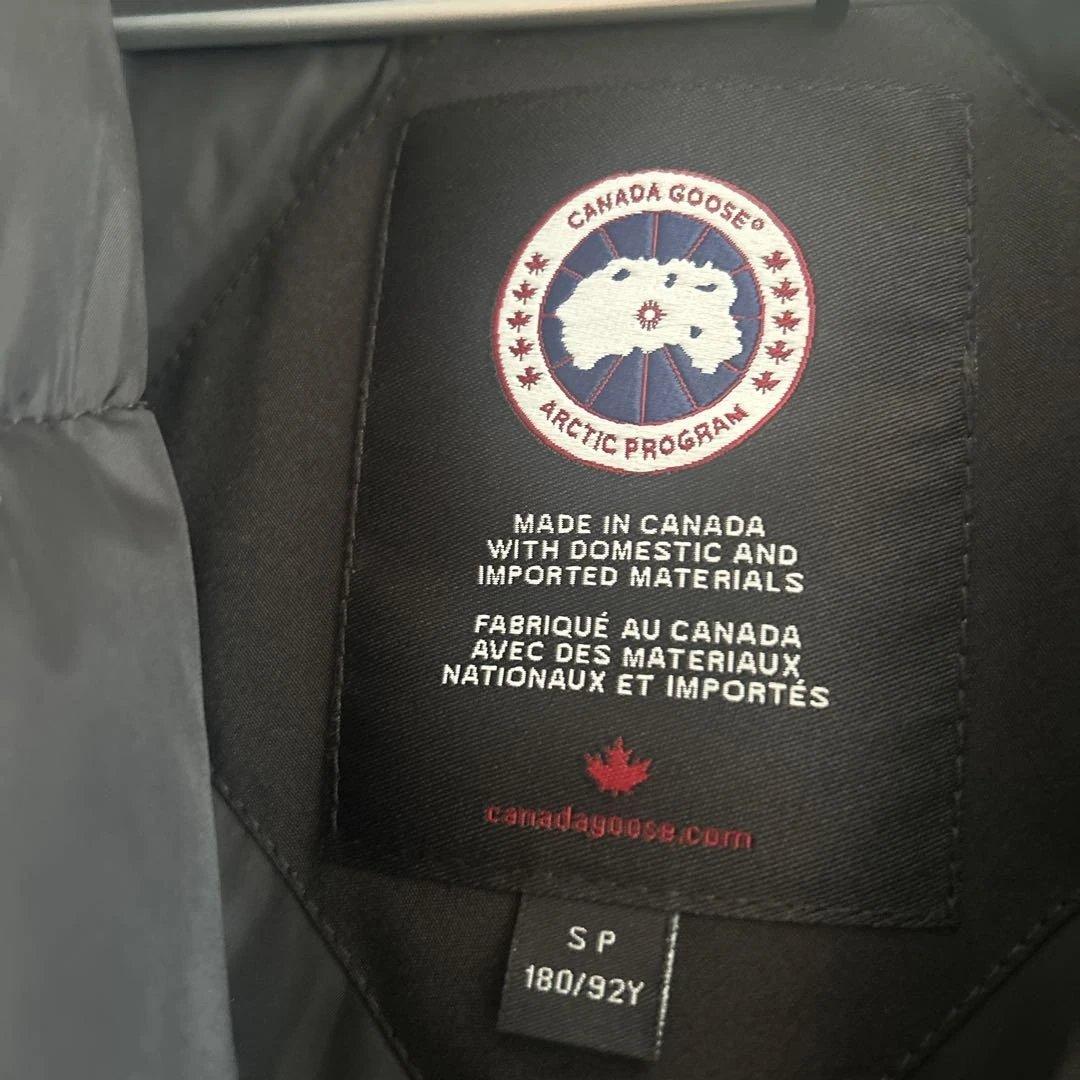 CANADA GOOSE®
ARCTIC PROGRAM
MADE IN CANADA
WITH DOMESTIC AND
IMPORTED MATERIALS
FABRIQUÉ AU CANADA
AVEC DES MATERIAUX
NATIONAUX ET IMPORTÉS
canadagoose.com
S P
180/92Y